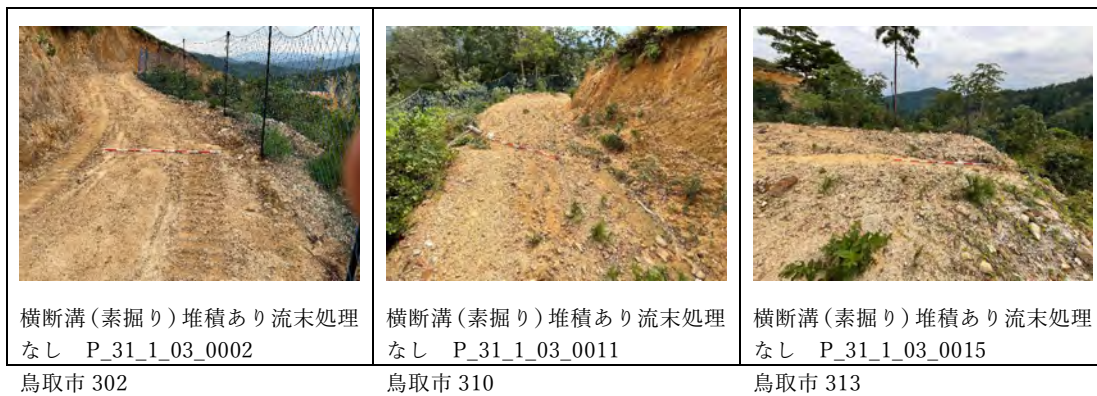 横断溝(素掘り)堆積あり流末処理
なし P_31_1_03_0002
鳥取市 302
横断溝(素掘り)堆積あり流末処理
なし P_31_1_03_0011
鳥取市 310
横断溝(素掘り)堆積あり流末処理
なし P_31_1_03_0015
鳥取市 313